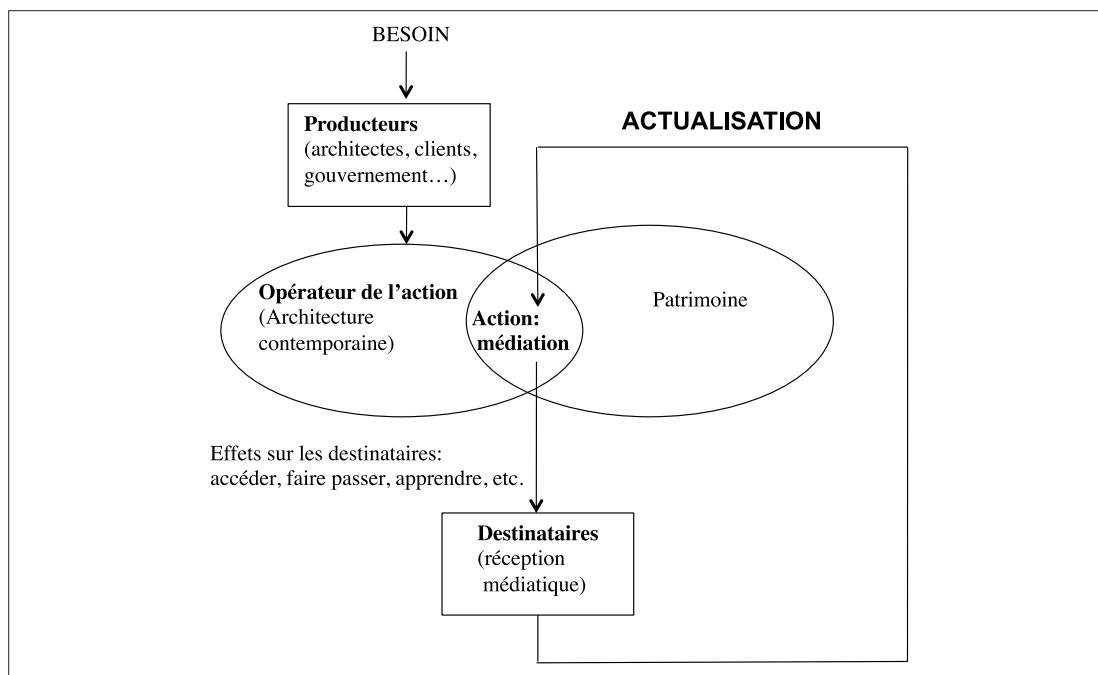 BESOIN
Producteurs
(architectes, clients,
gouvernement…)
ACTUALISATION
Opérateur de l’action
(Architecture
contemporaine)
Action:
médiation
Patrimoine
Effets sur les destinataires:
accéder, faire passer, apprendre, etc.
Destinataires
(réception
médiatique)